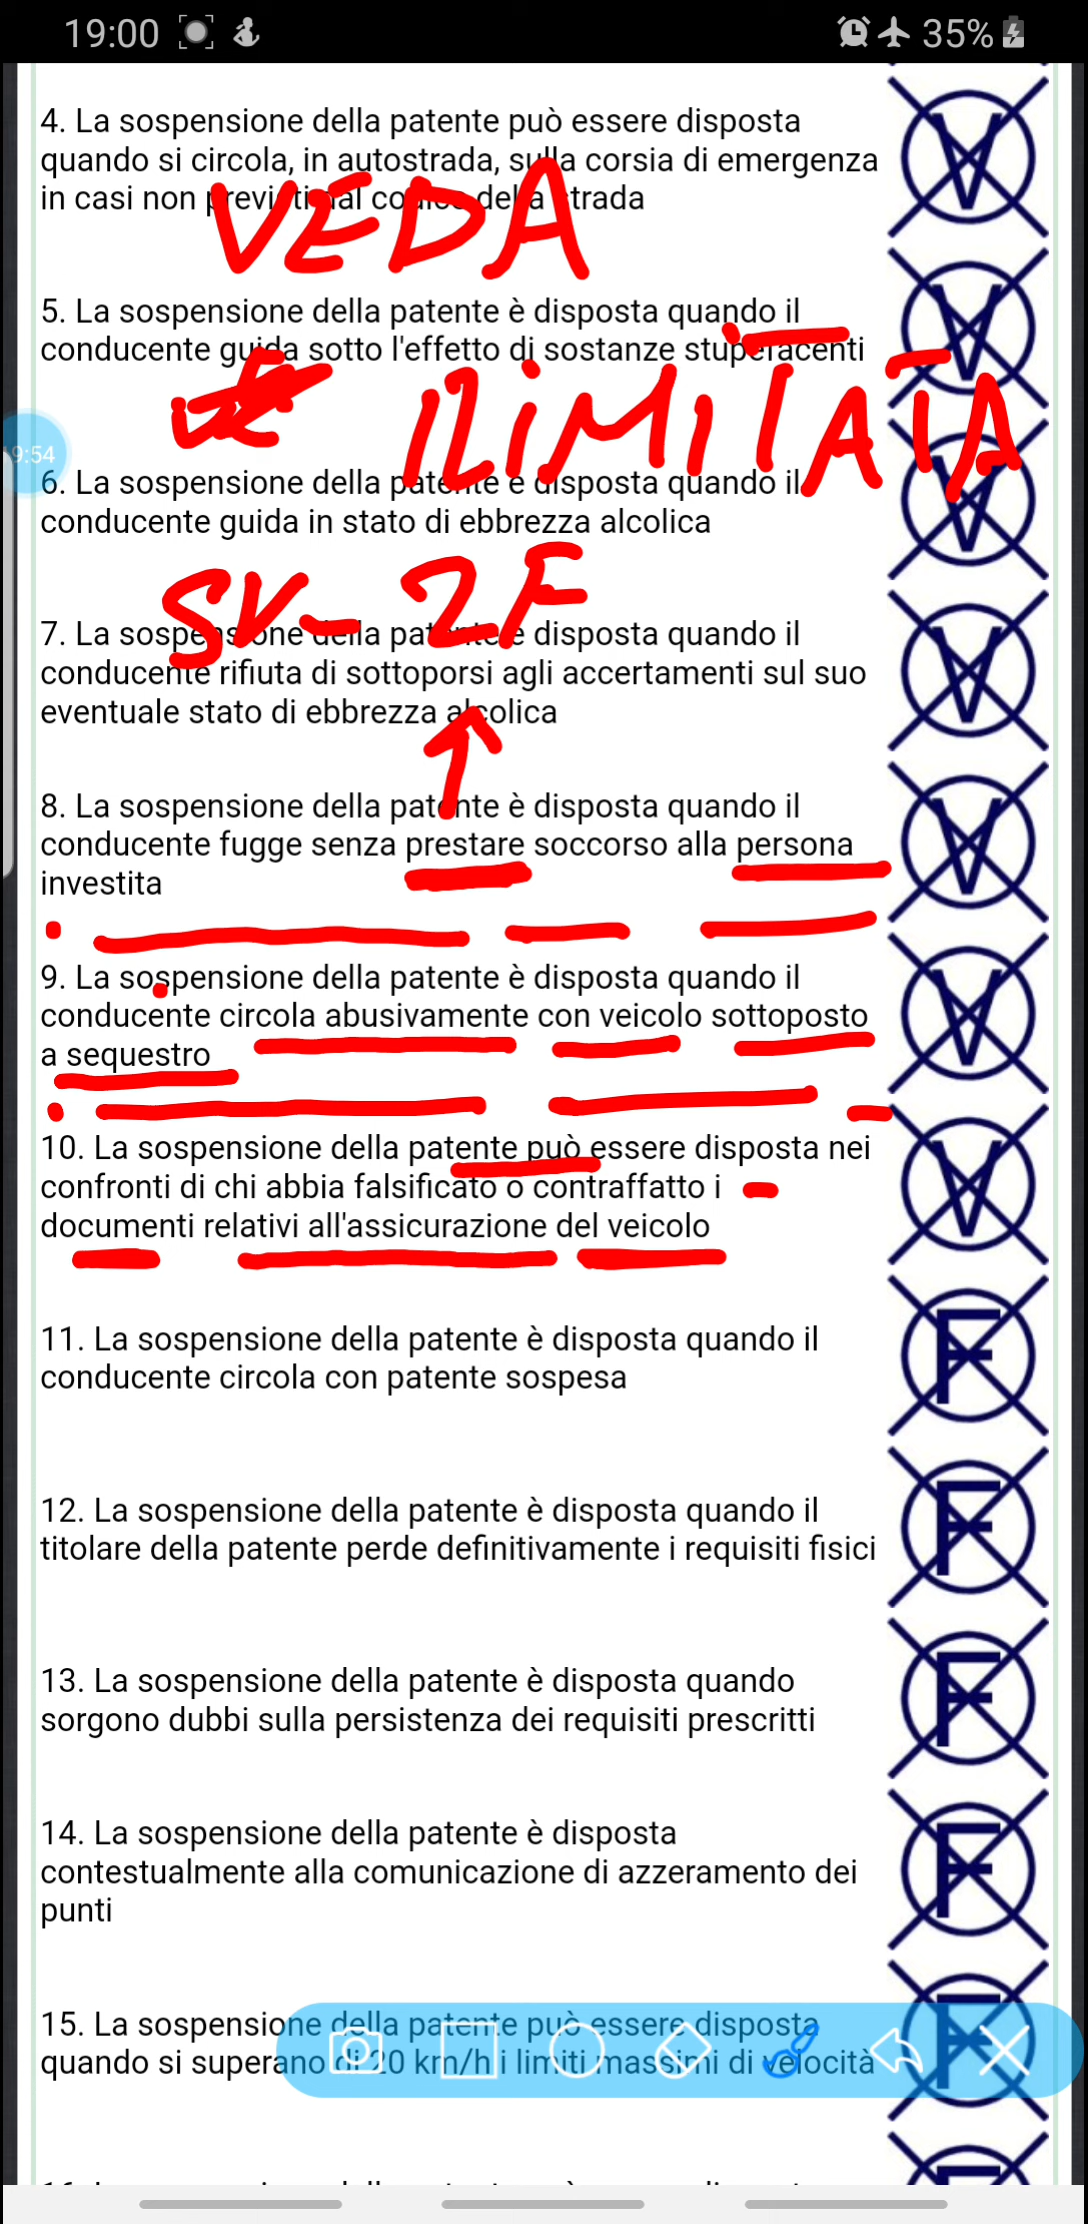 19:00
35%
4. La sospensione della patente può essere disposta
quando si circola, in autostrada, sulla corsia di emergenza
in casi non previsti dal codice della strada
VEDA
5. La sospensione della patente è disposta quando il
conducente guida sotto l'effetto di sostanze stupefacenti
ILIMITATA
9:54
6. La sospensione della patente è disposta quando il
conducente guida in stato di ebbrezza alcolica
SV-2F
7. La sospensione della patente è disposta quando il
conducente rifiuta di sottoporsi agli accertamenti sul suo
eventuale stato di ebbrezza alcolica
8. La sospensione della patente è disposta quando il
conducente fugge senza prestare soccorso alla persona
investita
9. La sospensione della patente è disposta quando il
conducente circola abusivamente con veicolo sottoposto
a sequestro
10. La sospensione della patente può essere disposta nei
confronti di chi abbia falsificato o contraffatto i
documenti relativi all'assicurazione del veicolo
11. La sospensione della patente è disposta quando il
conducente circola con patente sospesa
12. La sospensione della patente è disposta quando il
titolare della patente perde definitivamente i requisiti fisici
13. La sospensione della patente è disposta quando
sorgono dubbi sulla persistenza dei requisiti prescritti
14. La sospensione della patente è disposta
contestualmente alla comunicazione di azzeramento dei
punti
15. La sospensione della patente può essere disposta
quando si superano di 20 km/h i limiti massimi di velocità
V
V
V
V
V
V
V
F
F
F
F
F